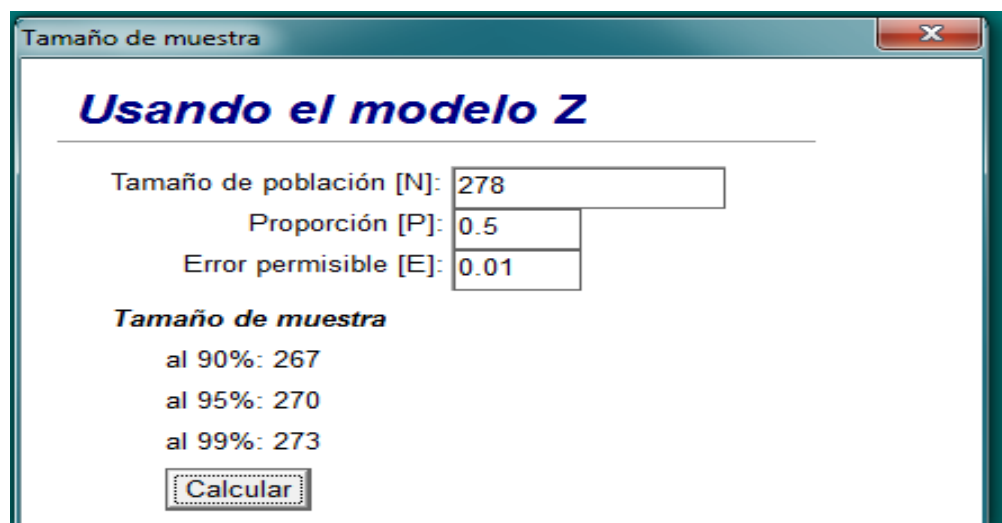 Tamaño de muestra
Usando el modelo Z
Tamaño de población [N]: 278
Proporción [P]: 0.5
Error permisible [E]: 0.01
Tamaño de muestra
al 90%: 267
al 95%: 270
al 99%: 273
Calcular